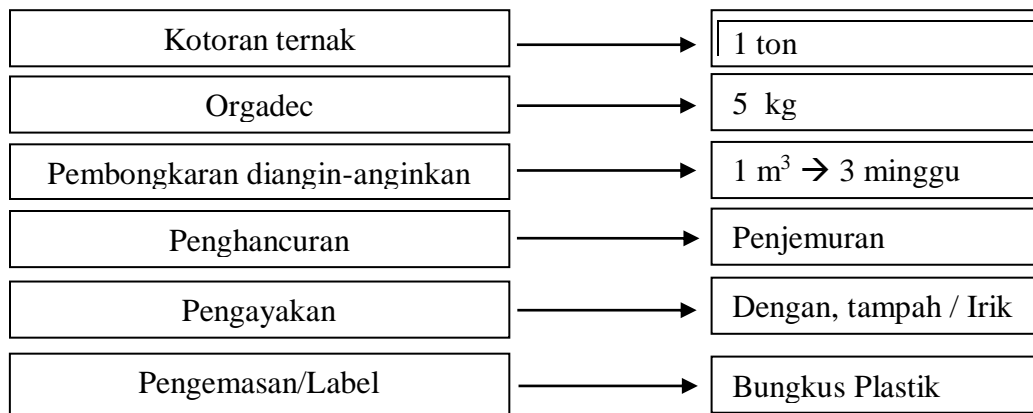 Kotoran ternak → 1 ton
Orgadec → 5 kg
Pembongkaran diangin-anginkan → 1 m³ → 3 minggu
Penghancuran → Penjemuran
Pengayakan → Dengan, tampah / Irik
Pengemasan/Label → Bungkus Plastik